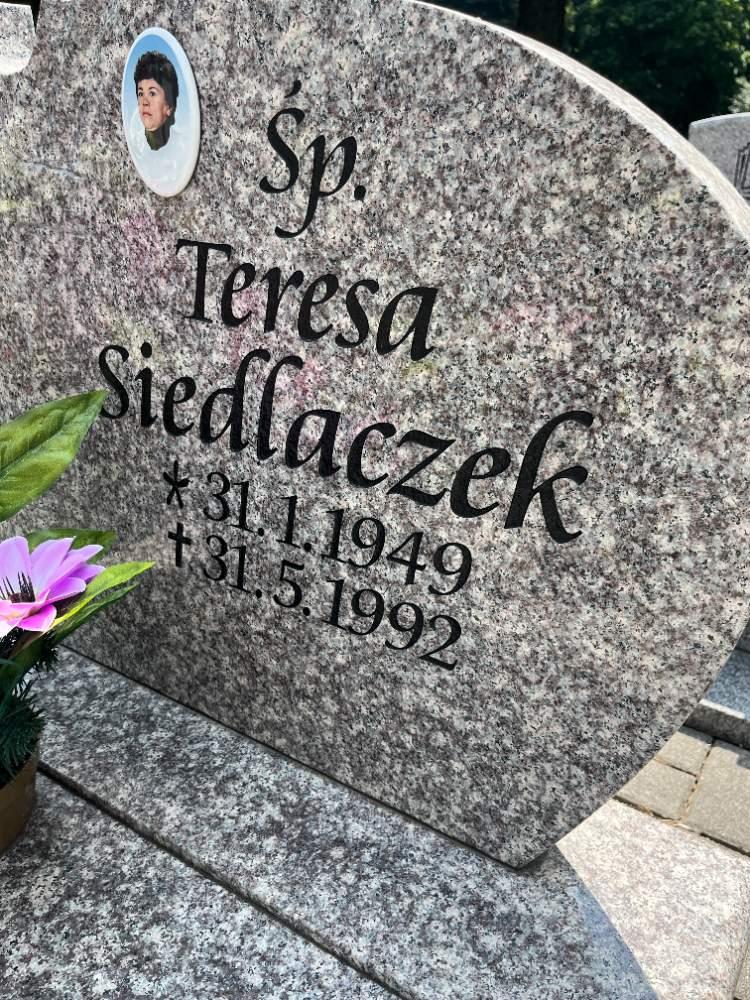 Śp.
Teresa
Siedlaczek
* 31. 1. 1949
† 31. 5. 1992